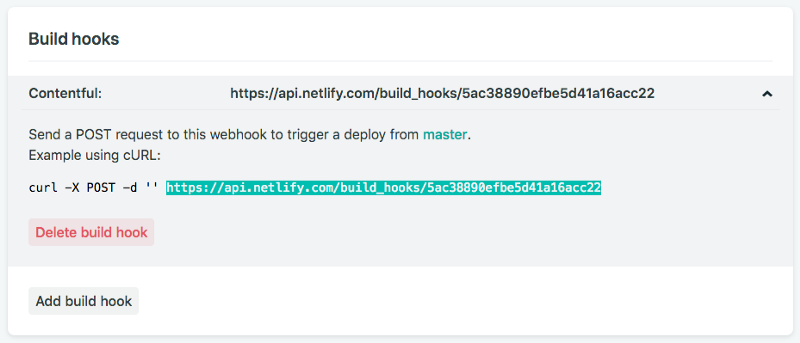 Build hooks
Contentful: https://api.netlify.com/build_hooks/5ac38890efbe5d41a16acc22
Send a POST request to this webhook to trigger a deploy from master.
Example using cURL:
curl -X POST -d '' https://api.netlify.com/build_hooks/5ac38890efbe5d41a16acc22
Delete build hook
Add build hook